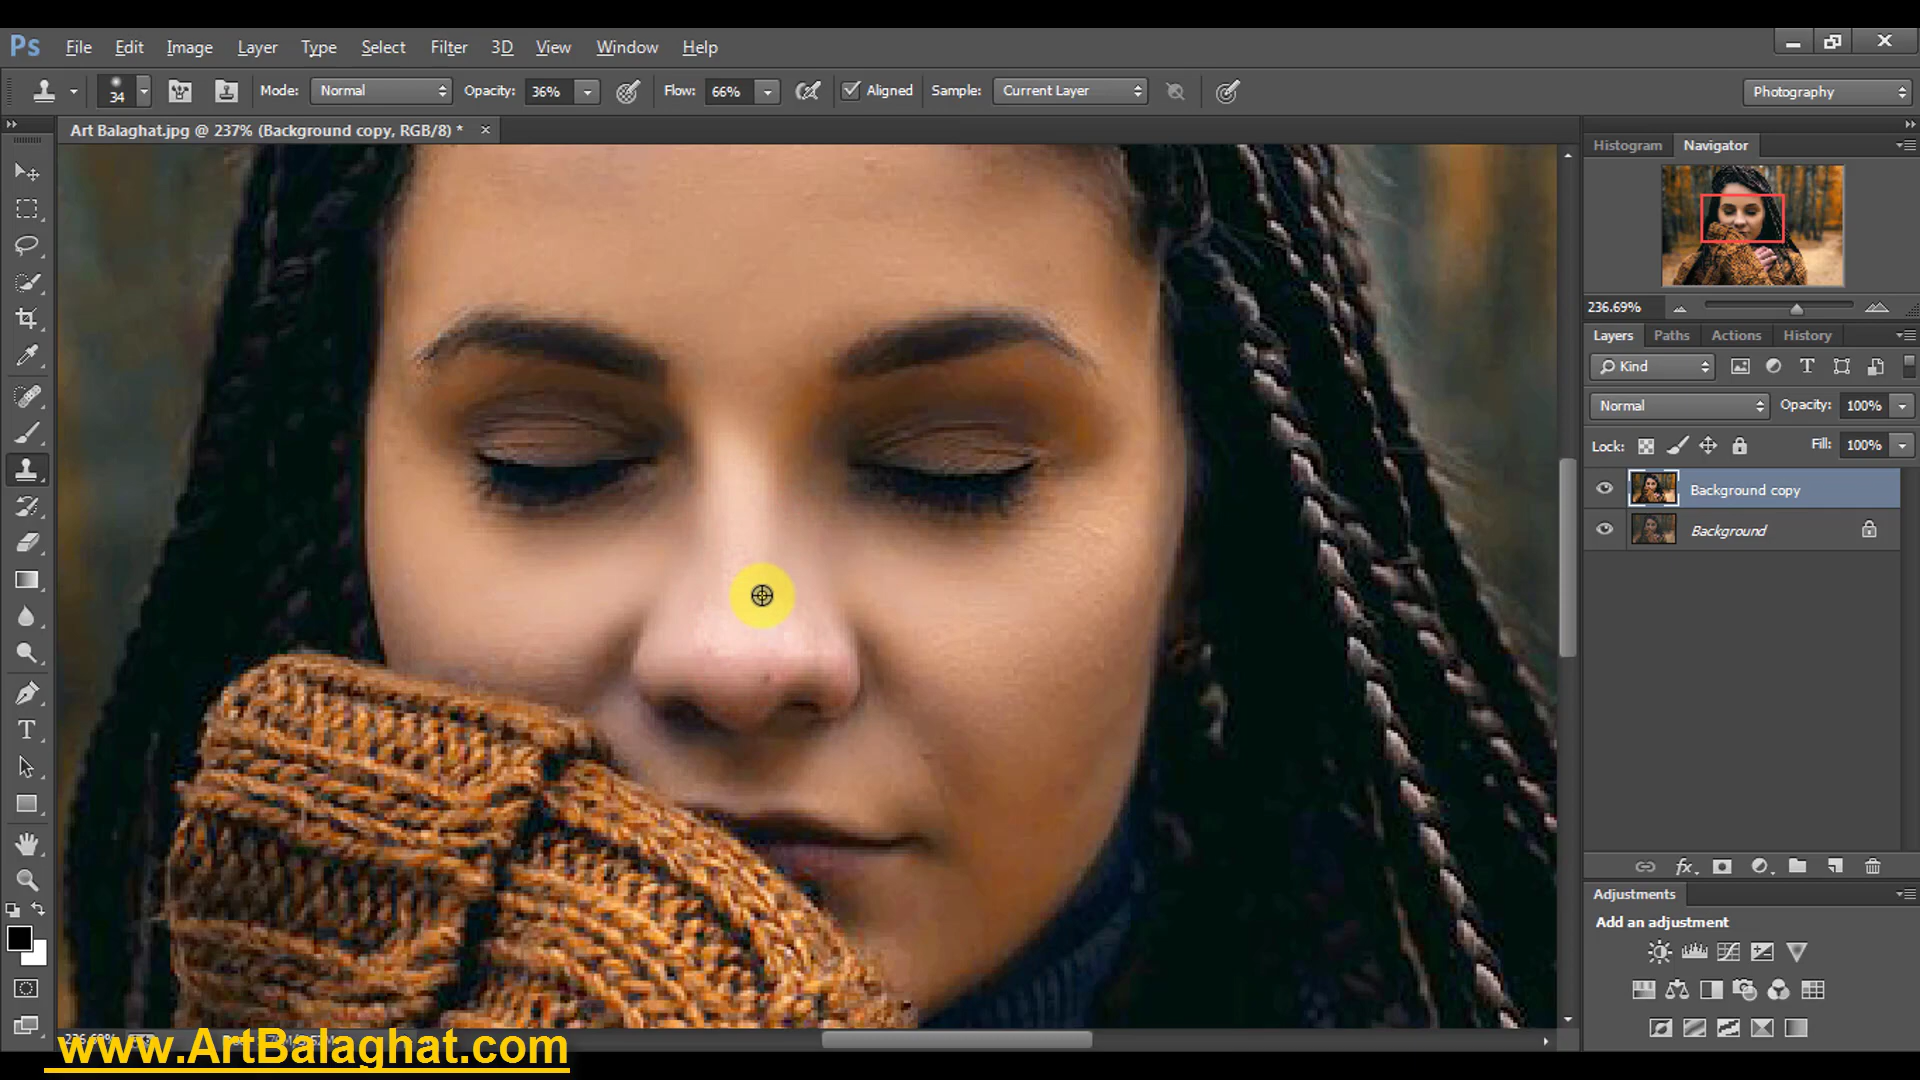 Ps File Edit Image Layer Type Select Filter 3D View Window Help
34 Mode: Normal Opacity: 36% Flow: 66% Aligned Sample: Current Layer Photography
Art Balaghat.jpg @ 237% (Background copy, RGB/8) *
Histogram Navigator
236.69%
Layers Paths Actions History
Kind
Normal Opacity: 100%
Lock: Fill: 100%
Background copy
Background
Adjustments
Add an adjustment
www.ArtBalaghat.com